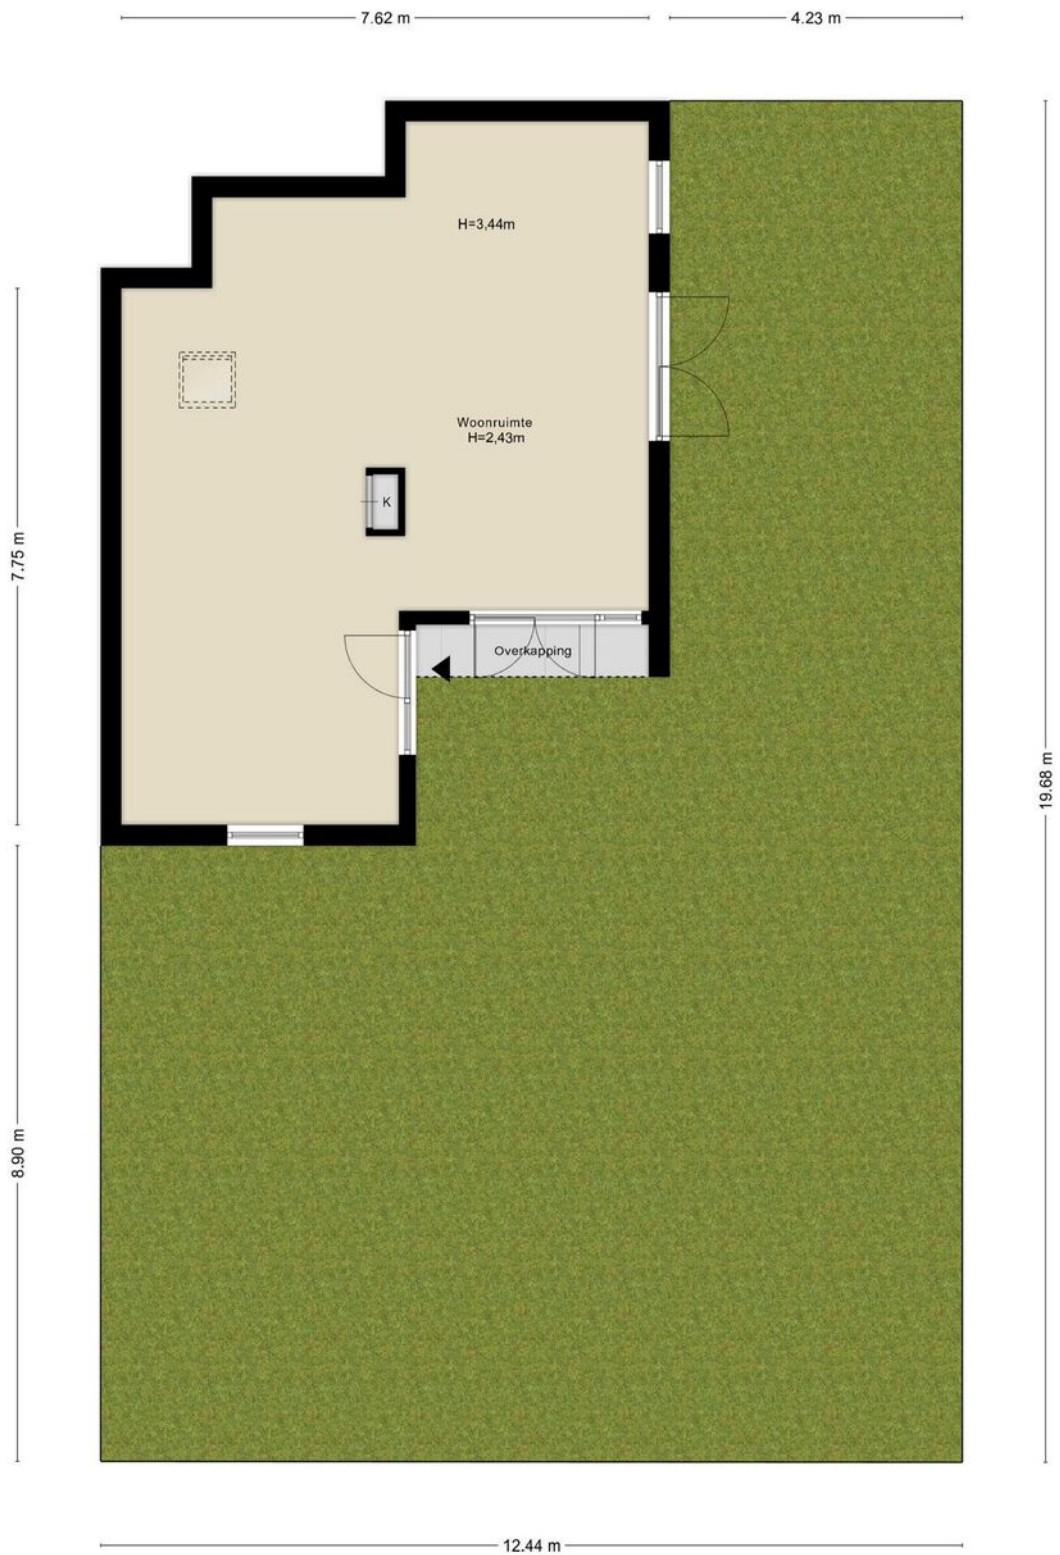 7.62 m
4.23 m
H=3,44m
Woonruimte
H=2,43m
K
7.75 m
Overkapping
19.68 m
8.90 m
12.44 m